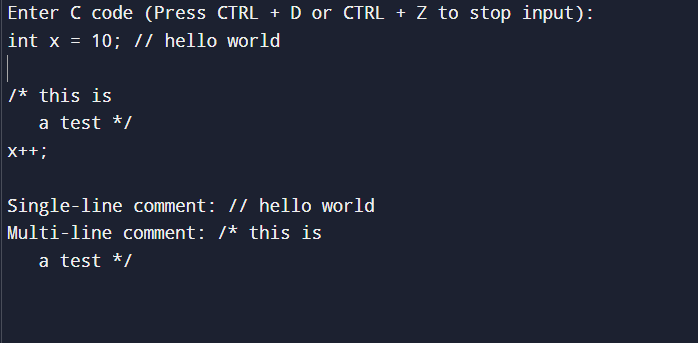 Enter C code (Press CTRL + D or CTRL + Z to stop input):
int x = 10; // hello world
/* this is
   a test */
x++;
Single-line comment: // hello world
Multi-line comment: /* this is
   a test */